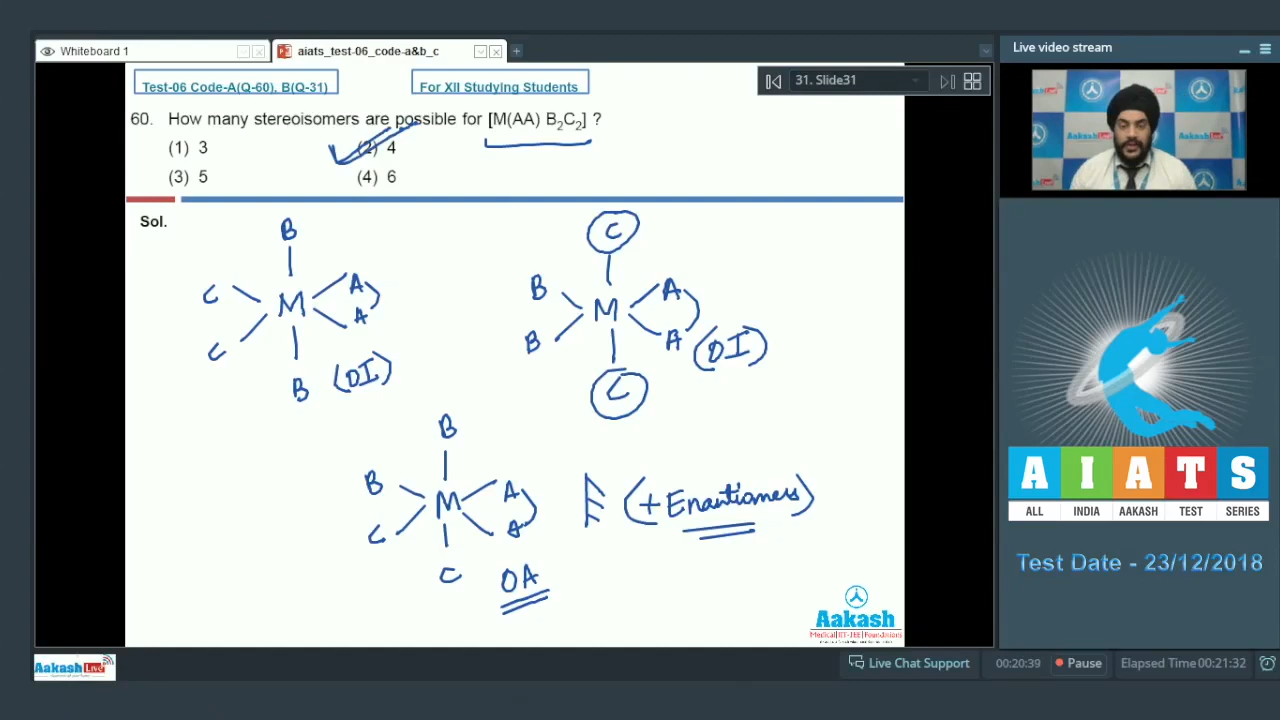 Whiteboard 1
aiats_test-06_code-a&b_c
Live video stream
Test-06 Code-A(Q-60), B(Q-31)
For XII Studying Students
31. Slide31
60. How many stereoisomers are possible for [M(AA) B₂C₂] ?
(1) 3
(2) 4
(3) 5
(4) 6
Sol.
B
C M A
C A
B (OI)
C
B M A
B A (OI)
C
B
B M A
C A
C OA
(+ Enantiomers)
Aakash
Medical|IIT-JEE|Foundations
A I A T S
ALL INDIA AAKASH TEST SERIES
Test Date - 23/12/2018
Aakash Live
Live Chat Support
00:20:39
Pause
Elapsed Time 00:21:32